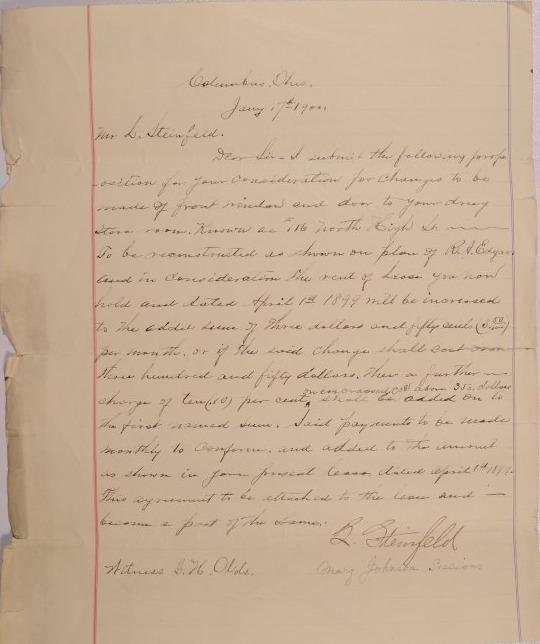 Columbus, Ohio.
Jany 17th 1900.
Mr L. Steinfeld.
Dear Sir - I submit the following prop-
-osition for your consideration for changes to be
made of front window and door to your drug
store room. Known as # 116 North High St
To be reconstructed as shown on plan of Edgar
and in consideration the rent of lease you now
hold and dated April 1st 1899 will be increased
to the added sum of three dollars and fifty cents (3 50/100)
per month. or if the said change shall cost over
three hundred and fifty dollars. then a further
charge of ten (10) per cent on increased cost above 350. dollars shall be added on to
the first named sum. Said payments to be made
monthly to conform. and added to the amount
as shown in your present lease, dated April 1st 1899.
This agreement to be attached to the lease and
become a part of the same.
L. Steinfeld
Witness H. Olds. Mary Johnson Sessions